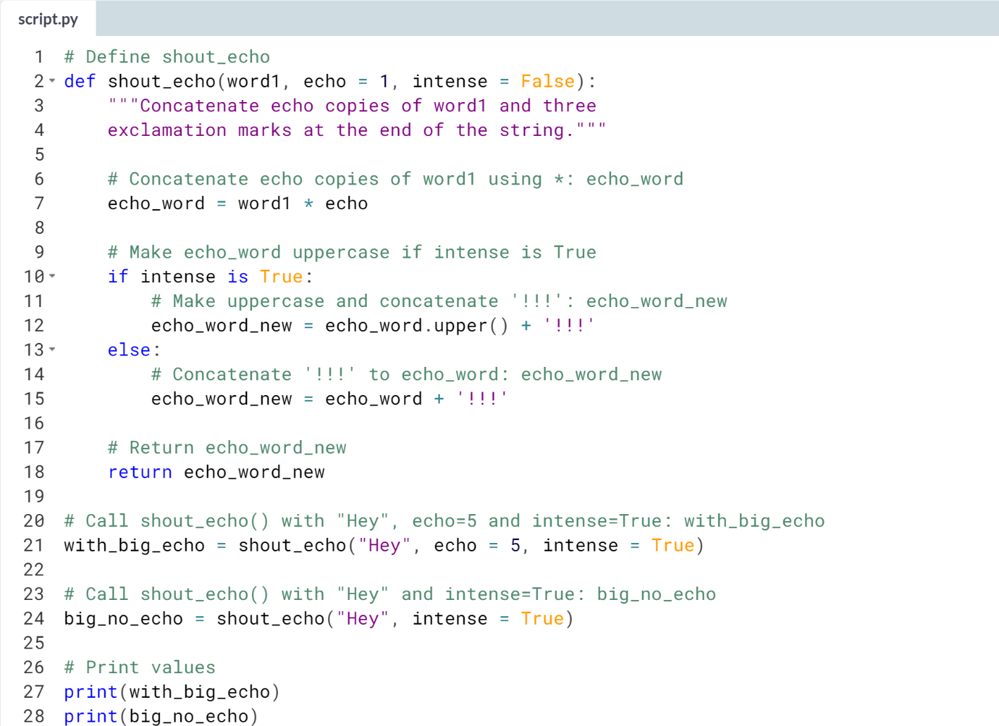 script.py
1 # Define shout_echo
2 def shout_echo(word1, echo = 1, intense = False):
3     """Concatenate echo copies of word1 and three
4     exclamation marks at the end of the string."""
5
6     # Concatenate echo copies of word1 using *: echo_word
7     echo_word = word1 * echo
8
9     # Make echo_word uppercase if intense is True
10     if intense is True:
11         # Make uppercase and concatenate '!!!': echo_word_new
12         echo_word_new = echo_word.upper() + '!!!'
13     else:
14         # Concatenate '!!!' to echo_word: echo_word_new
15         echo_word_new = echo_word + '!!!'
16
17     # Return echo_word_new
18     return echo_word_new
19
20 # Call shout_echo() with "Hey", echo=5 and intense=True: with_big_echo
21 with_big_echo = shout_echo("Hey", echo = 5, intense = True)
22
23 # Call shout_echo() with "Hey" and intense=True: big_no_echo
24 big_no_echo = shout_echo("Hey", intense = True)
25
26 # Print values
27 print(with_big_echo)
28 print(big_no_echo)